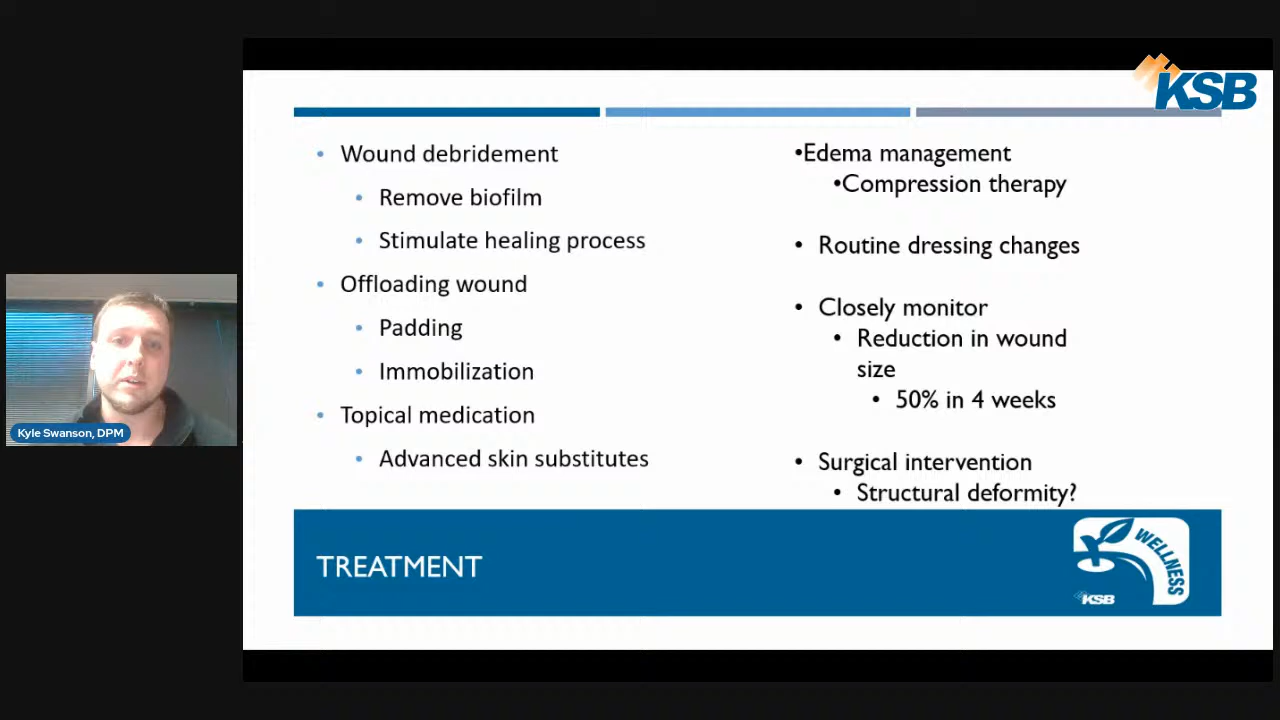 KSB
• Wound debridement
• Remove biofilm
• Stimulate healing process
• Offloading wound
• Padding
• Immobilization
• Topical medication
• Advanced skin substitutes
•Edema management
•Compression therapy
• Routine dressing changes
• Closely monitor
• Reduction in wound
size
• 50% in 4 weeks
• Surgical intervention
• Structural deformity?
TREATMENT
WELLNESS
KSB
Kyle Swanson, DPM